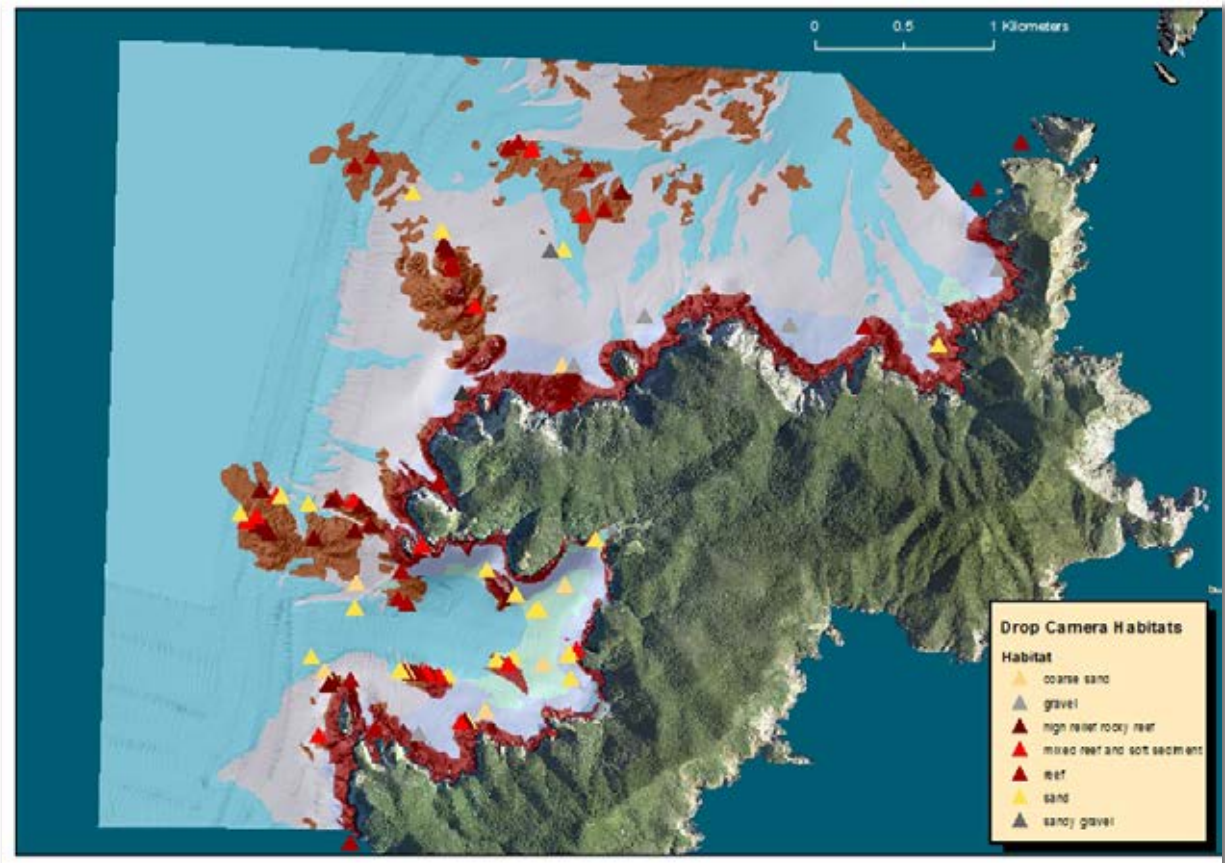 0 0.5 1 Kilometers
Drop Camera Habitats
Habitat
coarse sand
gravel
high relief rocky reef
mixed reef and soft sediment
reef
sand
sandy gravel